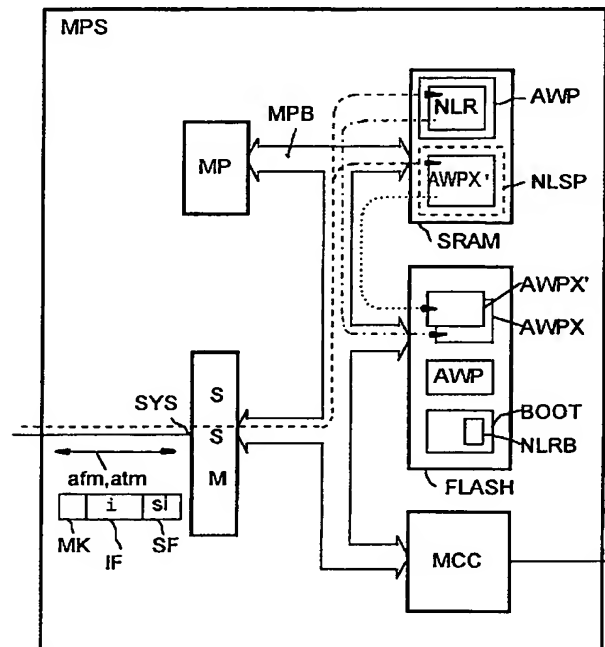 MPS
NLR
AWP
MPB
MP
AWPX'
NLSP
SRAM
AWPX'
AWPX
SYS
S
S
M
AWP
BOOT
NLRB
FLASH
afm,atm
i
si
MK
IF
SF
MCC